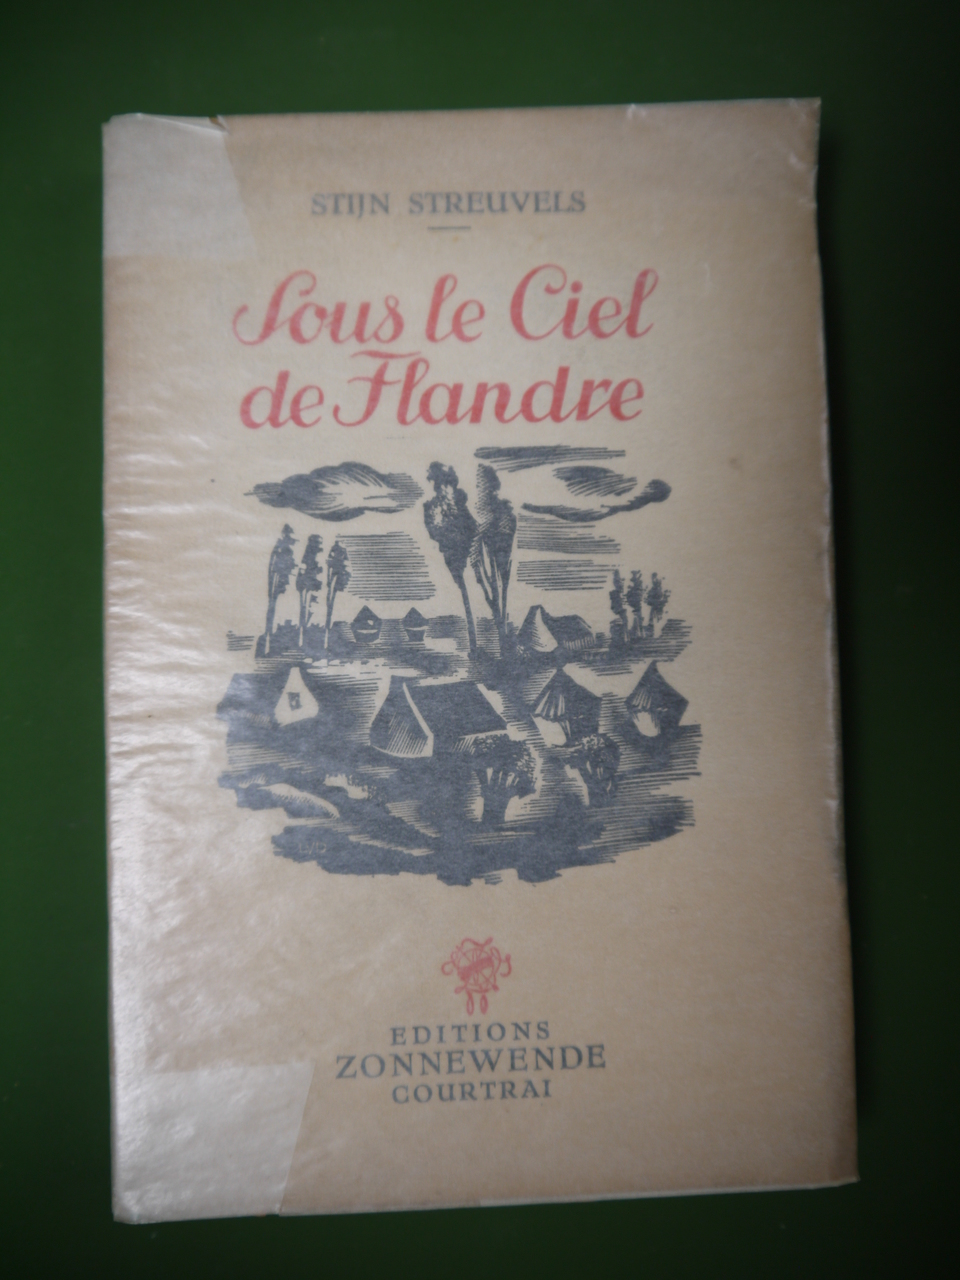 STIJN STREUVELS
Sous le Ciel
de Flandre
EDITIONS
ZONNEWENDE
COURTRAI